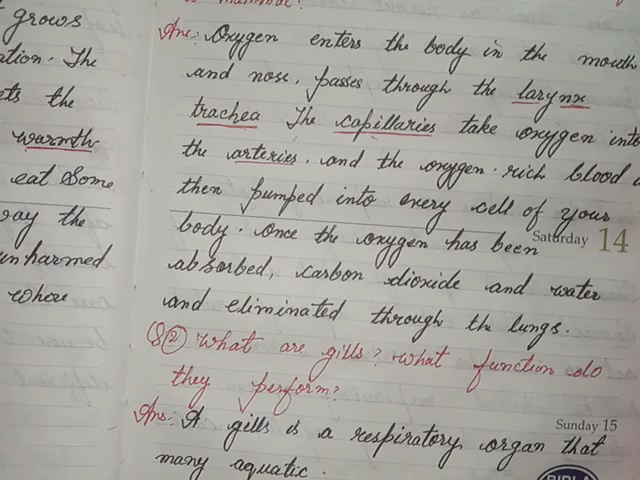 grows
ation. The
ets the
warmth
eat Some
the
unharmed
where
Ans: Oxygen enters the body in the mouth
and nose, passes through the larynx
trachea The capillaries take oxygen into
the arteries. and the oxygen. rich blood
then pumped into every cell of your
body. once the oxygen has been
Saturday 14
absorbed, carbon dioxide and water
and eliminated through the lungs.
Q② What are gills? what function do
they perform?
Sunday 15
Ans: A gills is a respiratory organ that
many aquatic.
BIRLA